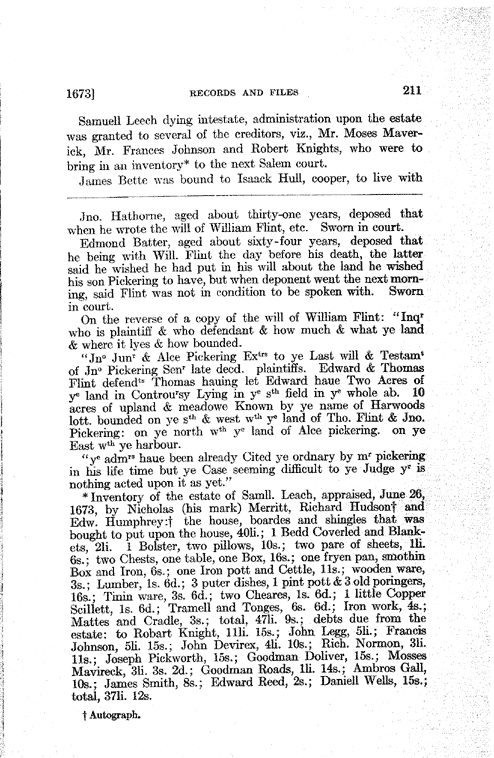 1673] RECORDS AND FILES 211
Samuell Leech dying intestate, administration upon the estate
was granted to several of the creditors, viz., Mr. Moses Maver-
ick, Mr. Frances Johnson and Robert Knights, who were to
bring in an inventory* to the next Salem court.
James Bette was bound to Isaack Hull, cooper, to live with
Jno. Hathorne, aged about thirty-one years, deposed that
when he wrote the will of William Flint, etc. Sworn in court.
Edmond Batter, aged about sixty-four years, deposed that
he being with Will. Flint the day before his death, the latter
said he wished he had put in his will about the land he wished
his son Pickering to have, but when deponent went the next morn-
ing, said Flint was not in condition to be spoken with. Sworn
in court.
On the reverse of a copy of the will of William Flint: "Inqʳ
who is plaintiff & who defendant & how much & what ye land
& where it lyes & how bounded.
"Jnᵒ Junʳ & Alce Pickering Exᵗʳˢ to ye Last will & Testamᵗ
of Jnᵒ Pickering Senʳ late decd. plaintiffs. Edward & Thomas
Flint defendᵗˢ Thomas hauing let Edward haue Two Acres of
yᵉ land in Controuʳsy Lying in yᵉ sᵗʰ field in yᵉ whole ab. 10
acres of upland & meadowe Known by ye name of Harwoods
lott. bounded on ye sᵗʰ & west wᵗʰ yᵉ land of Tho. Flint & Jno.
Pickering: on ye north wᵗʰ yᵉ land of Alce pickering. on ye
East wᵗʰ ye harbour.
"yᵉ admʳˢ haue been already Cited ye ordnary by mʳ pickering
in his life time but ye Case seeming difficult to ye Judge yʳ is
nothing acted upon it as yet."
*Inventory of the estate of Samll. Leach, appraised, June 26,
1673, by Nicholas (his mark) Merritt, Richard Hudson† and
Edw. Humphrey:† the house, boardes and shingles that was
bought to put upon the house, 40li.; 1 Bedd Coverled and Blank-
ets, 2li. 1 Bolster, two pillows, 10s.; two pare of sheets, 1li.
6s.; two Chests, one table, one Box, 16s.; one fryen pan, smothin
Box and Iron, 6s.; one Iron pott and Cettle, 11s.; wooden ware,
3s.; Lumber, 1s. 6d.; 3 puter dishes, 1 pint pott & 3 old poringers,
16s.; Tinin ware, 3s. 6d.; two Cheares, 1s. 6d.; 1 little Copper
Scillett, 1s. 6d.; Tramell and Tonges, 6s. 6d.; Iron work, 4s.;
Mattes and Cradle, 3s.; total, 47li. 9s.; debts due from the
estate: to Robart Knight, 11li. 15s.; John Legg, 5li.; Francis
Johnson, 5li. 15s.; John Devirex, 4li. 10s.; Rich. Normon, 3li.
11s.; Joseph Pickworth, 15s.; Goodman Doliver, 15s.; Mosses
Mavireck, 3li. 3s. 2d.; Goodman Roads, 1li. 14s.; Ambros Gall,
10s.; James Smith, 8s.; Edward Reed, 2s.; Daniell Wells, 15s.;
total, 37li. 12s.
† Autograph.